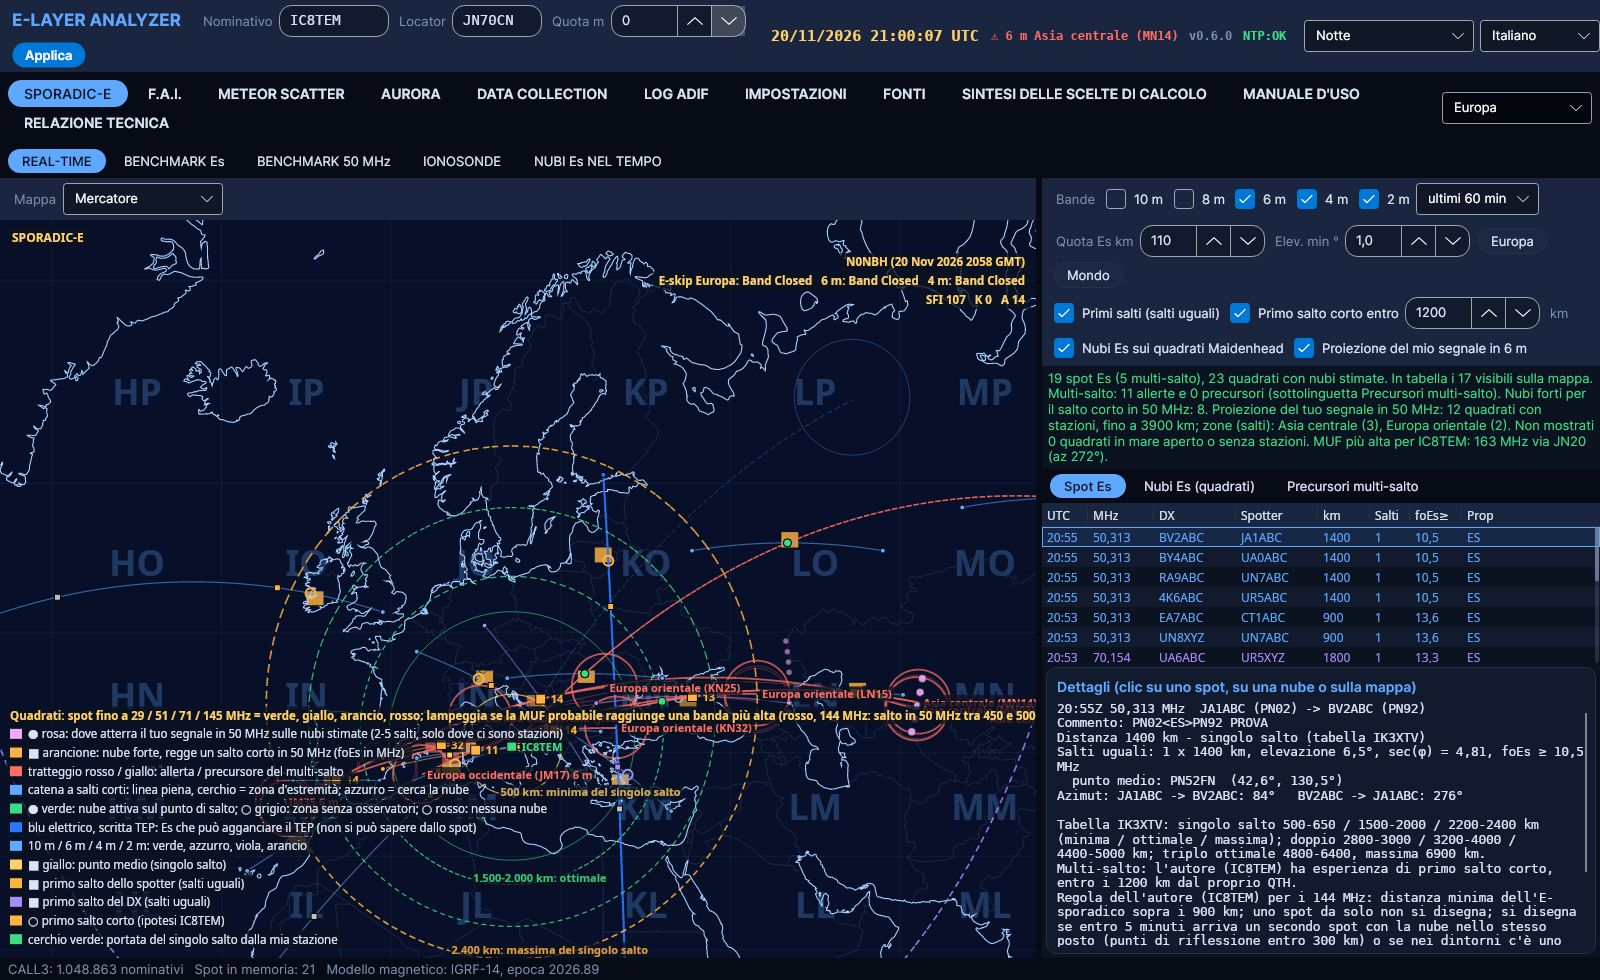 E-LAYER ANALYZER
Nominativo IC8TEM Locator JN70CN Quota m 0
20/11/2026 21:00:07 UTC ⚠ 6 m Asia centrale (MN14) v0.6.0 NTP:OK
Notte Italiano
Applica
SPORADIC-E F.A.I. METEOR SCATTER AURORA DATA COLLECTION LOG ADIF IMPOSTAZIONI FONTI SINTESI DELLE SCELTE DI CALCOLO MANUALE D'USO
RELAZIONE TECNICA
Europa
REAL-TIME BENCHMARK Es BENCHMARK 50 MHz IONOSONDE NUBI Es NEL TEMPO
Mappa Mercatore
SPORADIC-E
N0NBH (20 Nov 2026 2058 GMT)
E-skip Europa: Band Closed 6 m: Band Closed 4 m: Band Closed
SFI 107 K 0 A 14
HP IP JP KP LP MP
HO IO KO LO MO
HN IN MN
KM LM MM
IL JL KL LL ML
Europa orientale (KN25)
Europa orientale (LN15)
14
13
Quadrati: spot fino a 29 / 51 / 71 / 145 MHz = verde, giallo, arancio, rosso; lampeggia se la MUF probabile raggiunge una banda più alta (rosso, 144 MHz: salto in 50 MHz tra 450 e 500
Europa orientale (KN32)
● rosa: dove atterra il tuo segnale in 50 MHz sulle nubi stimate (2-5 salti, solo dove ci sono stazioni)
■ arancione: nube forte, regge un salto corto in 50 MHz (foEs in MHz)
11
IC8TEM
tratteggio rosso / giallo: allerta / precursore del multi-salto
Europa occidentale (JM17) 6 m
catena a salti corti: linea piena, cerchio = zona d'estremità; azzurro = cerca la nube
500 km: minima del singolo salto
● verde: nube attiva sul punto di salto; ○ grigio: zona senza osservatori; ○ rosso: nessuna nube
blu elettrico, scritta TEP: Es che può agganciare il TEP (non si può sapere dallo spot)
10 m / 6 m / 4 m / 2 m: verde, azzurro, viola, arancio
■ giallo: punto medio (singolo salto)
■ primo salto dello spotter (salti uguali)
1.500-2.000 km: ottimale
■ primo salto del DX (salti uguali)
○ primo salto corto (ipotesi IC8TEM)
cerchio verde: portata del singolo salto dalla mia stazione
2.400 km: massima del singolo salto
Bande 10 m 8 m 6 m 4 m 2 m ultimi 60 min
Quota Es km 110 Elev. min ° 1,0 Europa
Mondo
Primi salti (salti uguali) Primo salto corto entro 1200 km
Nubi Es sui quadrati Maidenhead Proiezione del mio segnale in 6 m
19 spot Es (5 multi-salto), 23 quadrati con nubi stimate. In tabella i 17 visibili sulla mappa.
Multi-salto: 11 allerte e 0 precursori (sottolinguetta Precursori multi-salto). Nubi forti per
il salto corto in 50 MHz: 8. Proiezione del tuo segnale in 50 MHz: 12 quadrati con
stazioni, fino a 3900 km; zone (salti): Asia centrale (3), Europa orientale (2). Non mostrati
0 quadrati in mare aperto o senza stazioni. MUF più alta per IC8TEM: 163 MHz via JN20
(az 272°).
Spot Es Nubi Es (quadrati) Precursori multi-salto
UTC MHz DX Spotter km Salti foEs≥ Prop
20:55 50,313 BV2ABC JA1ABC 1400 1 10,5 ES
20:55 50,313 BY4ABC UA0ABC 1400 1 10,5 ES
20:55 50,313 RA9ABC UN7ABC 1400 1 10,5 ES
20:55 50,313 4K6ABC UR5ABC 1400 1 10,5 ES
20:53 50,313 EA7ABC CT1ABC 900 1 13,6 ES
20:53 50,313 UN8XYZ UN7ABC 900 1 13,6 ES
20:53 70,154 UA6ABC UR5XYZ 1800 1 13,3 ES
Dettagli (clic su uno spot, su una nube o sulla mappa)
20:55Z 50,313 MHz JA1ABC (PN02) -> BV2ABC (PN92)
Commento: PN02<ES>PN92 PROVA
Distanza 1400 km - singolo salto (tabella IK3XTV)
Salti uguali: 1 x 1400 km, elevazione 6,5°, sec(φ) = 4,81, foEs ≥ 10,5
MHz
punto medio: PN52FN (42,6°, 130,5°)
Azimut: JA1ABC -> BV2ABC: 84° BV2ABC -> JA1ABC: 276°
Tabella IK3XTV: singolo salto 500-650 / 1500-2000 / 2200-2400 km
(minima / ottimale / massima); doppio 2800-3000 / 3200-4000 /
4400-5000 km; triplo ottimale 4800-6400, massima 6900 km.
Multi-salto: l'autore (IC8TEM) ha esperienza di primo salto corto,
entro i 1200 km dal proprio QTH.
Regola dell'autore (IC8TEM) per i 144 MHz: distanza minima dell'E-
sporadico sopra i 900 km; uno spot da solo non si disegna; si disegna
se entro 5 minuti arriva un secondo spot con la nube nello stesso
posto (punti di riflessione entro 300 km) o se nei dintorni c'è uno
CALL3: 1.048.863 nominativi Spot in memoria: 21 Modello magnetico: IGRF-14, epoca 2026.89